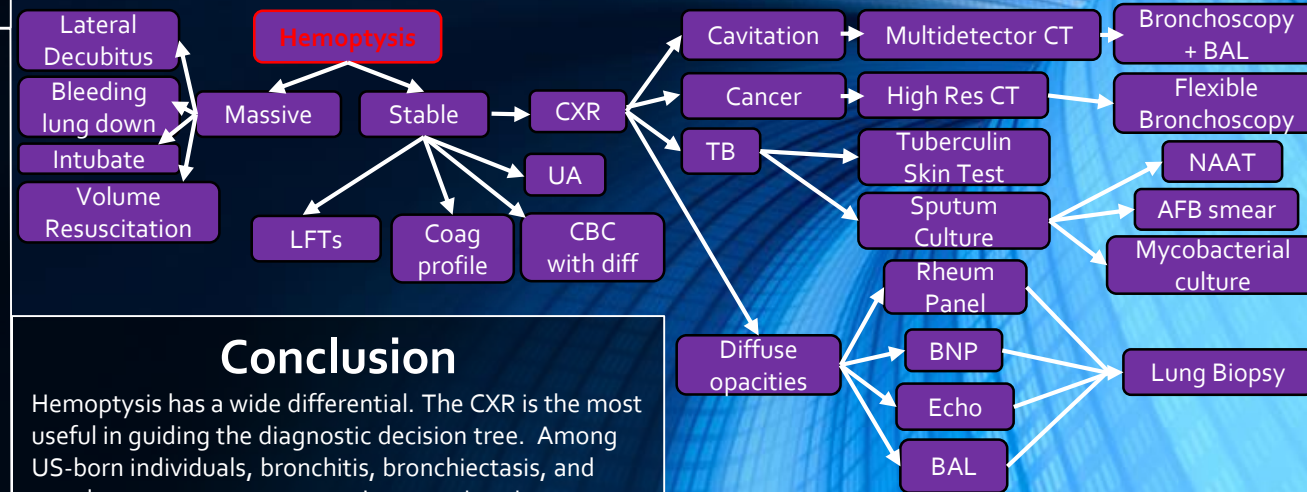 Hemoptysis
Lateral
Decubitus
Bleeding
lung down
Intubate
Volume
Resuscitation
Massive
Stable
CXR
UA
LFTs
Coag
profile
CBC
with diff
Cavitation
Multidetector CT
Bronchoscopy
+ BAL
Cancer
High Res CT
Flexible
Bronchoscopy
TB
Tuberculin
Skin Test
Sputum
Culture
NAAT
AFB smear
Mycobacterial
culture
Diffuse
opacities
Rheum
Panel
BNP
Echo
BAL
Lung Biopsy
Conclusion
Hemoptysis has a wide differential. The CXR is the most
useful in guiding the diagnostic decision tree. Among
US-born individuals, bronchitis, bronchiectasis, and